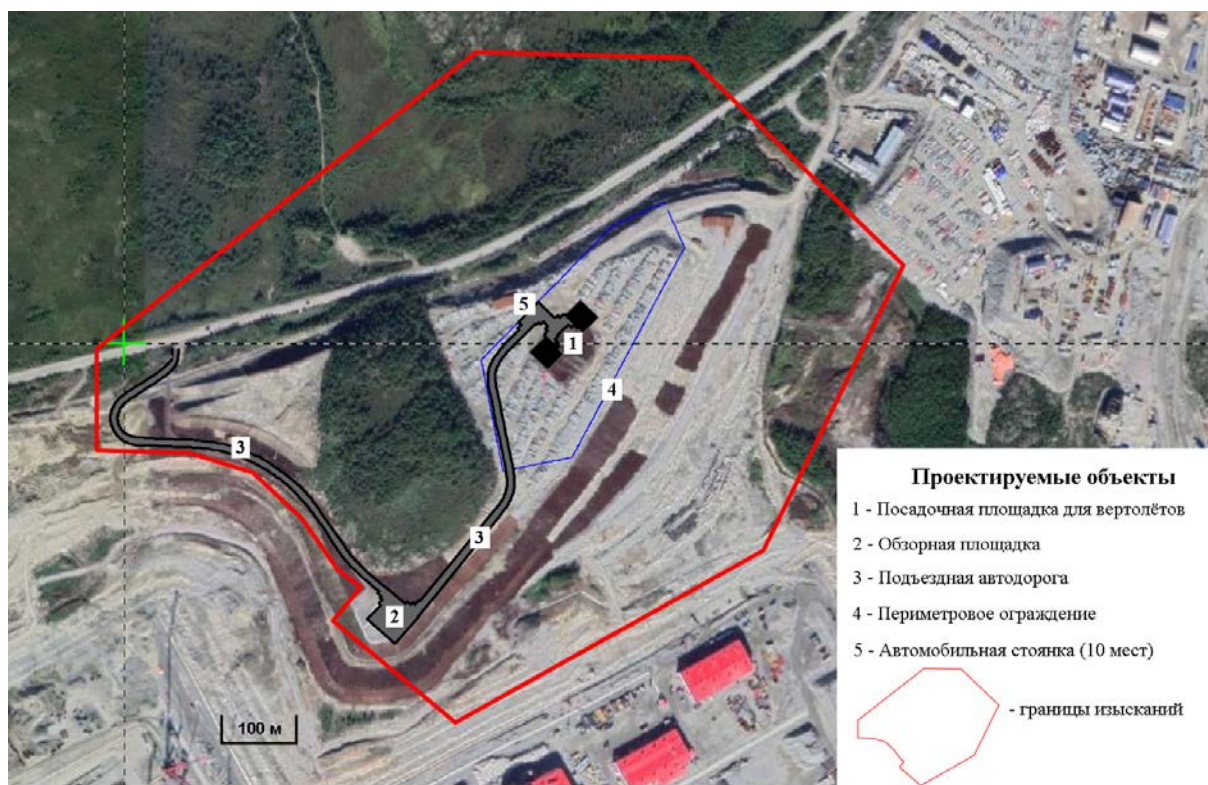 5
1
4
3
3
2
100 м
Проектируемые объекты
1 - Посадочная площадка для вертолётов
2 - Обзорная площадка
3 - Подъездная автодорога
4 - Периметровое ограждение
5 - Автомобильная стоянка (10 мест)
- границы изысканий